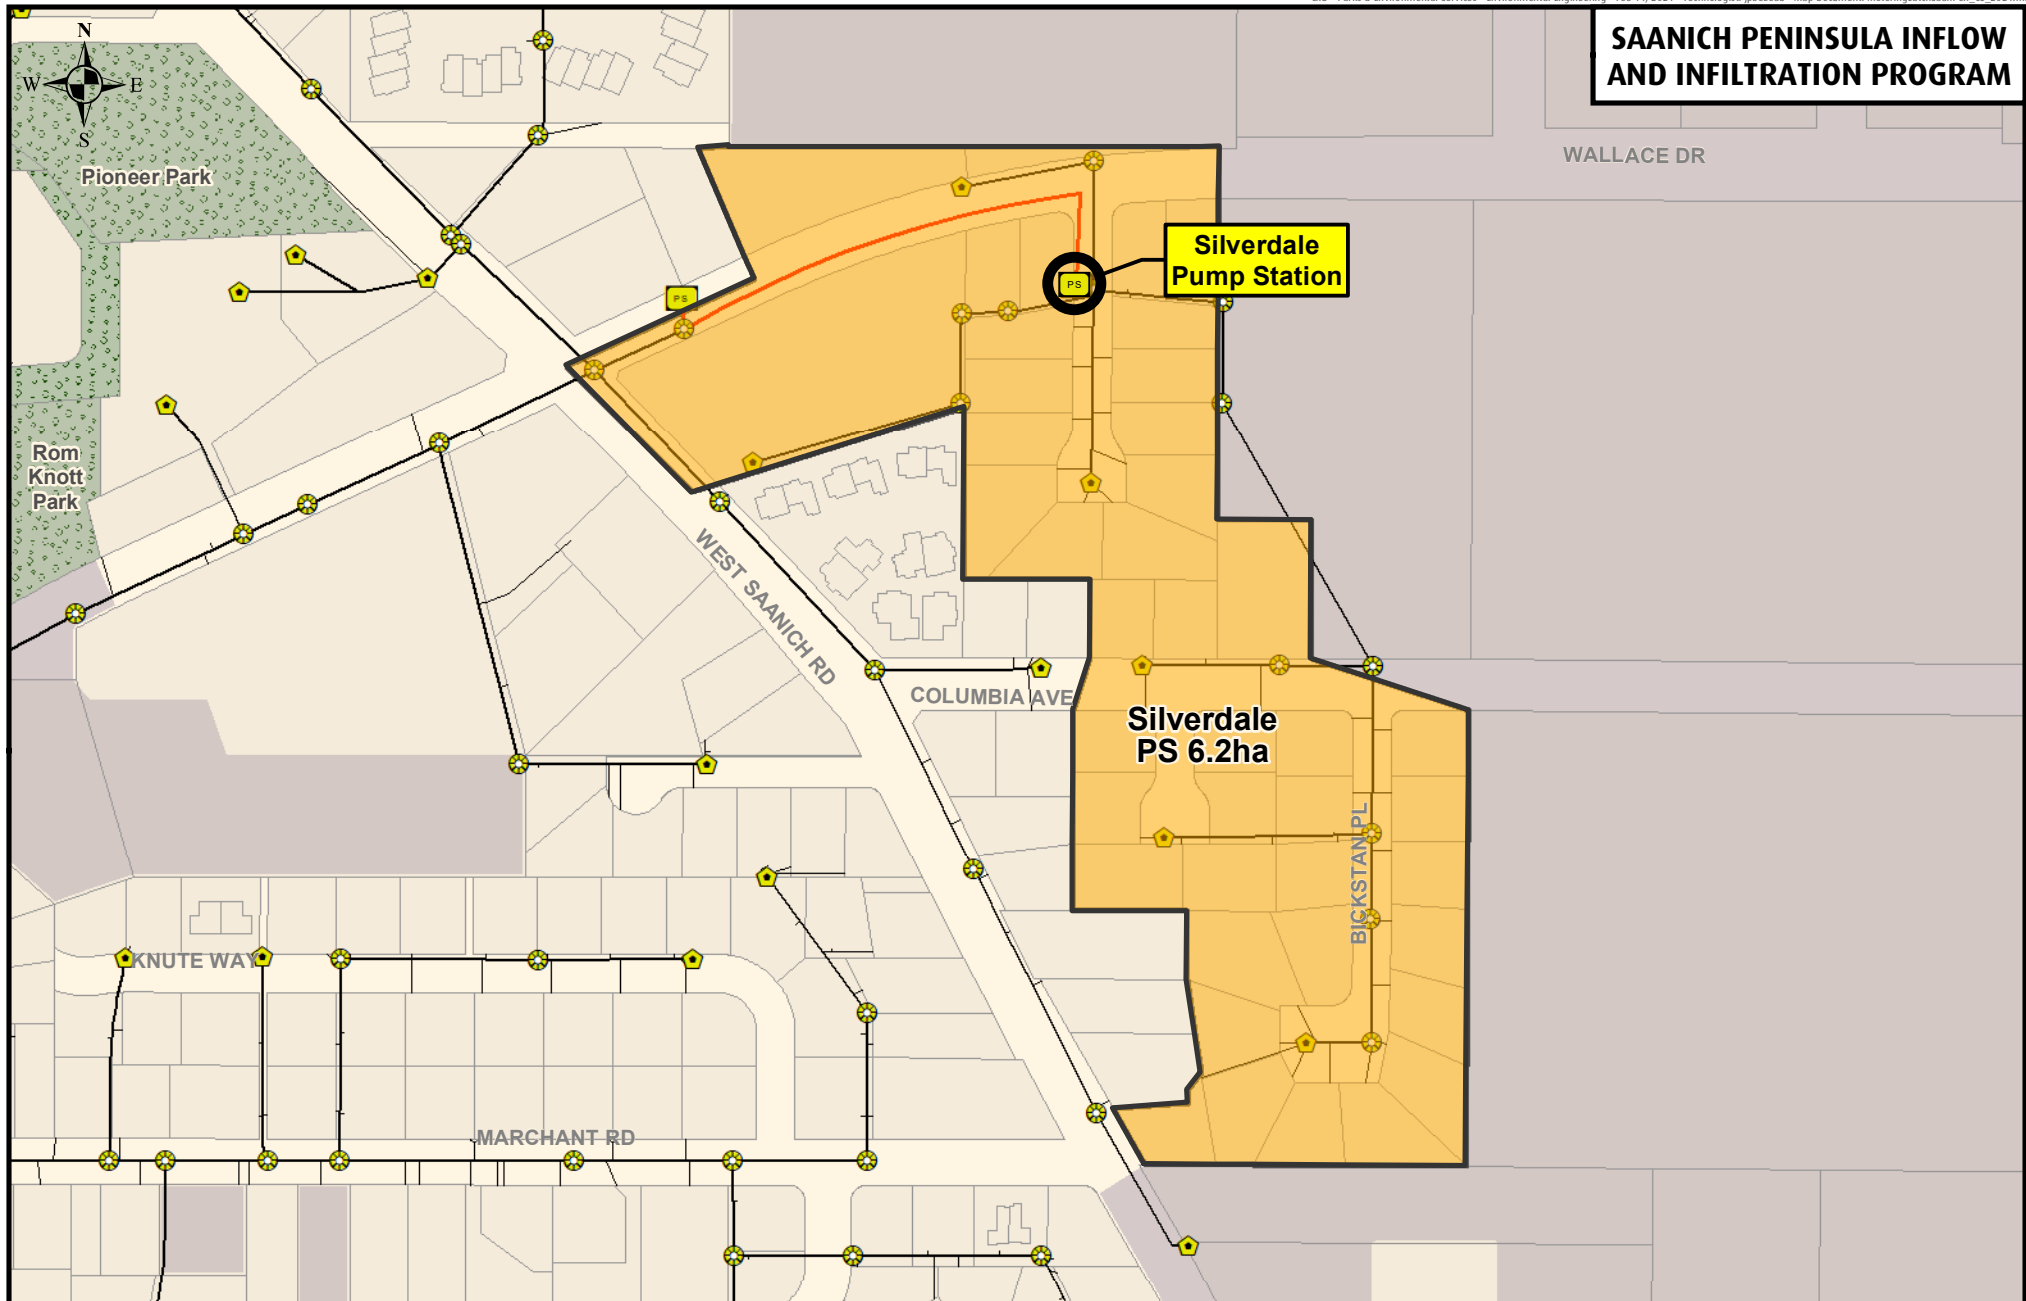 SAANICH PENINSULA INFLOW
AND INFILTRATION PROGRAM
N
W
E
S
Pioneer Park
WALLACE DR
Silverdale
Pump Station
PS
PS
Rom
Knott
Park
WEST SAANICH RD
COLUMBIA AVE
Silverdale
PS 6.2ha
BICKSTAN PL
KNUTE WAY
MARCHANT RD